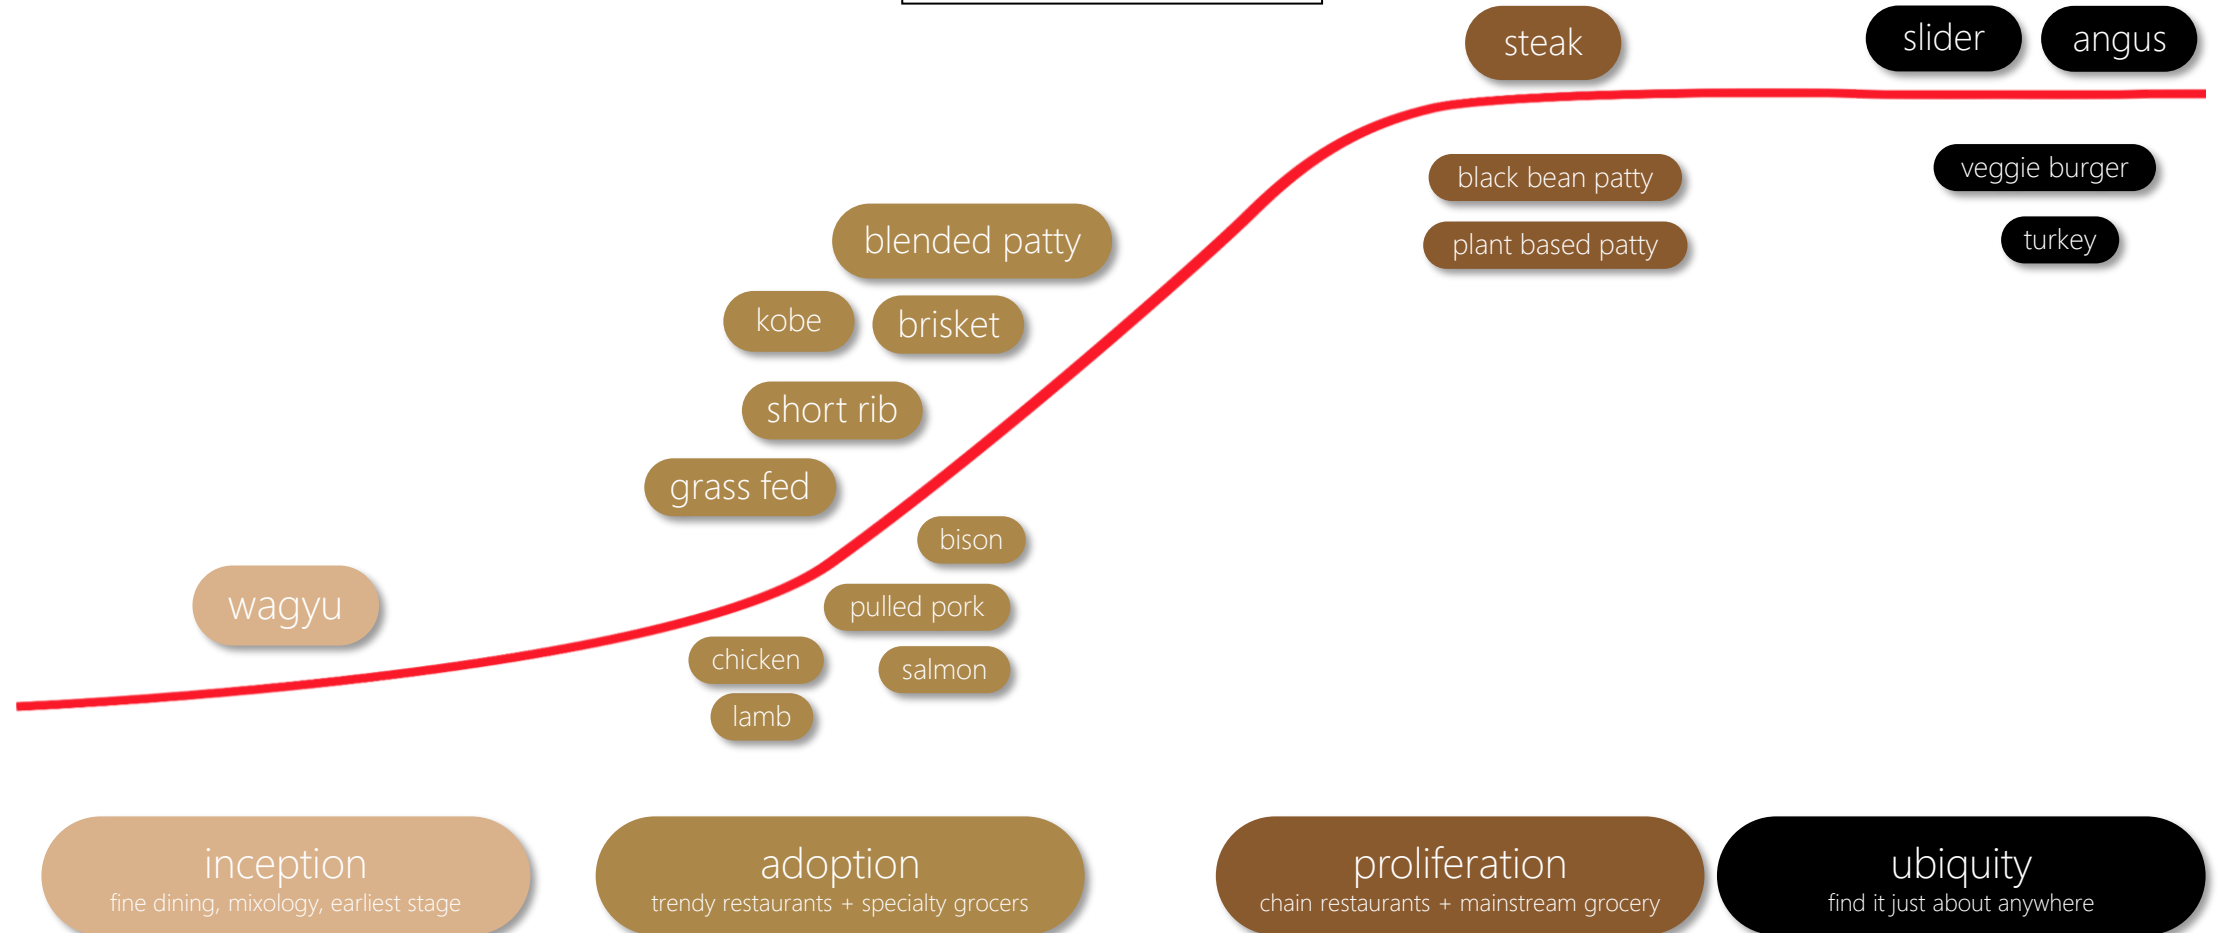 steak
slider
angus
black bean patty
veggie burger
plant based patty
turkey
blended patty
kobe
brisket
short rib
grass fed
bison
wagyu
pulled pork
chicken
salmon
lamb
inception
fine dining, mixology, earliest stage
adoption
trendy restaurants + specialty grocers
proliferation
chain restaurants + mainstream grocery
ubiquity
find it just about anywhere